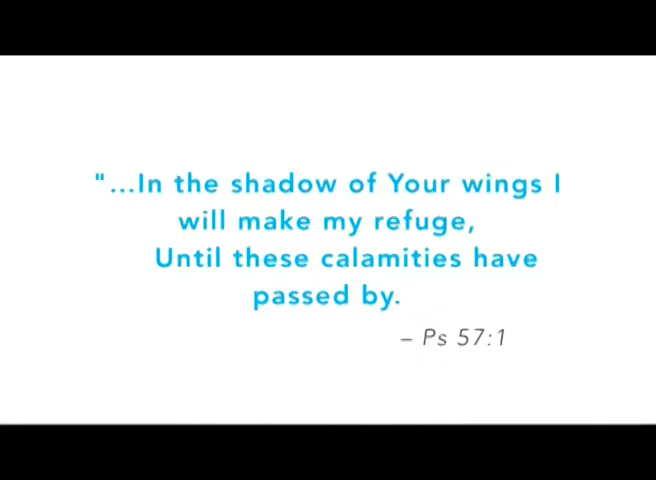 "...In the shadow of Your wings I
will make my refuge,
Until these calamities have
passed by.
– Ps 57:1